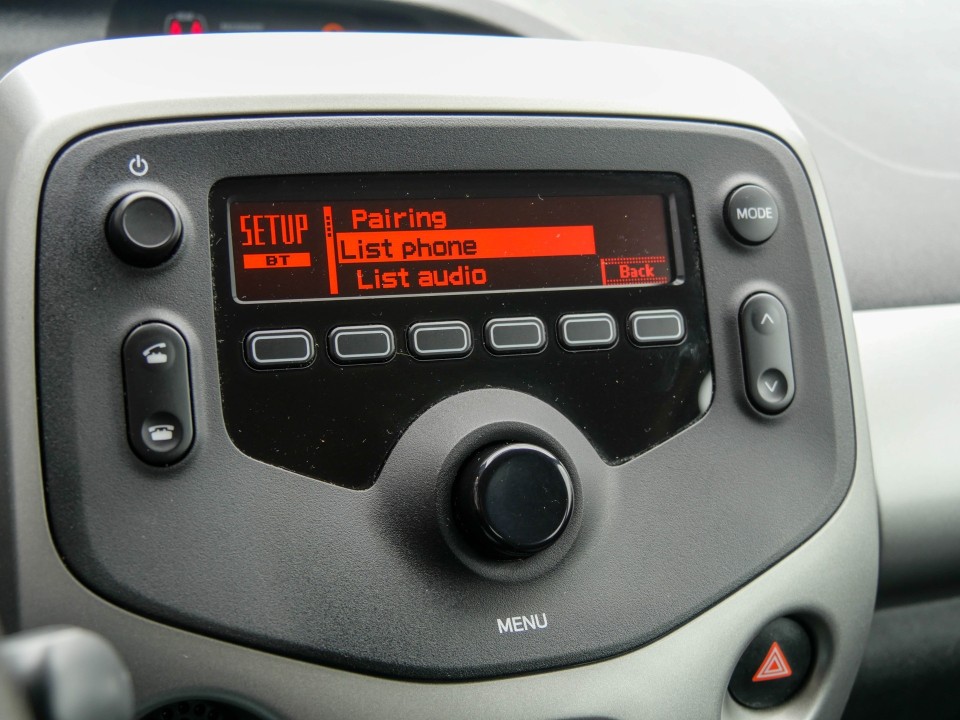 SETUP
BT
Pairing
List phone
List audio
Back
MODE
MENU